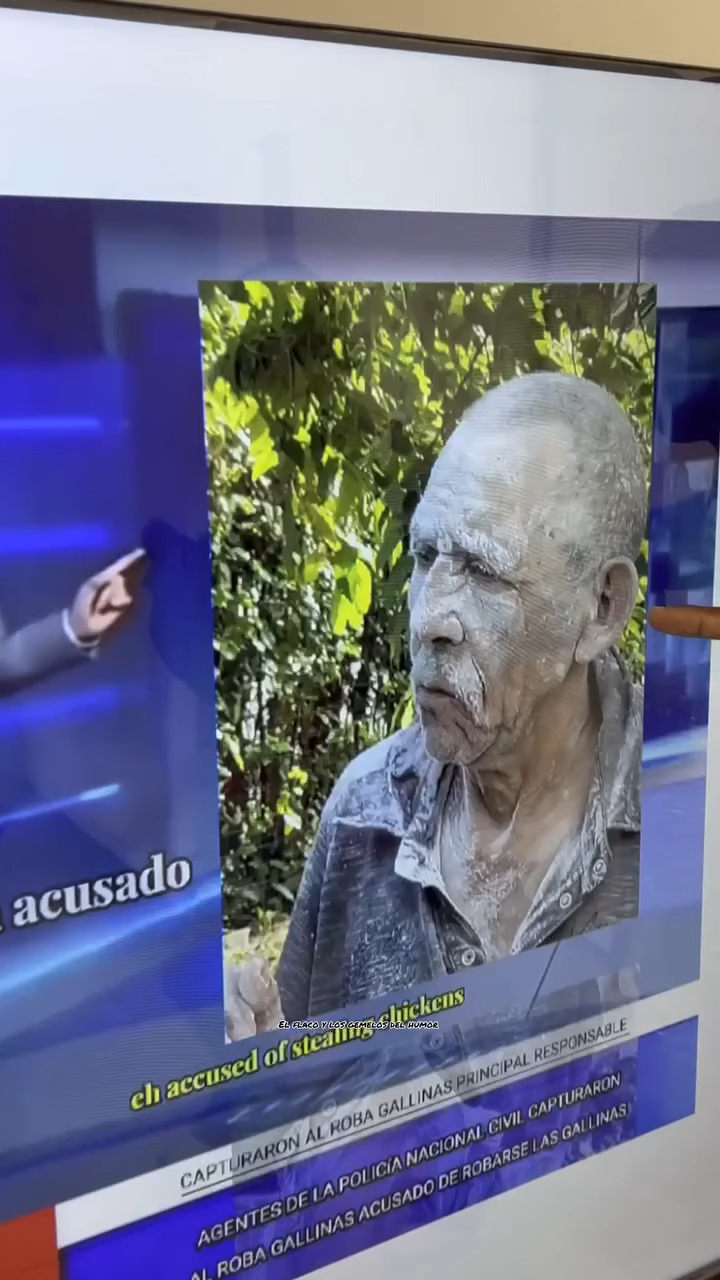 acusado
eh accused of stealing chickens
El flaco y los gemelos del humor
CAPTURARON AL ROBA GALLINAS PRINCIPAL RESPONSABLE
AGENTES DE LA POLICÍA NACIONAL CIVIL CAPTURARON
AL ROBA GALLINAS ACUSADO DE ROBARSE LAS GALLINAS